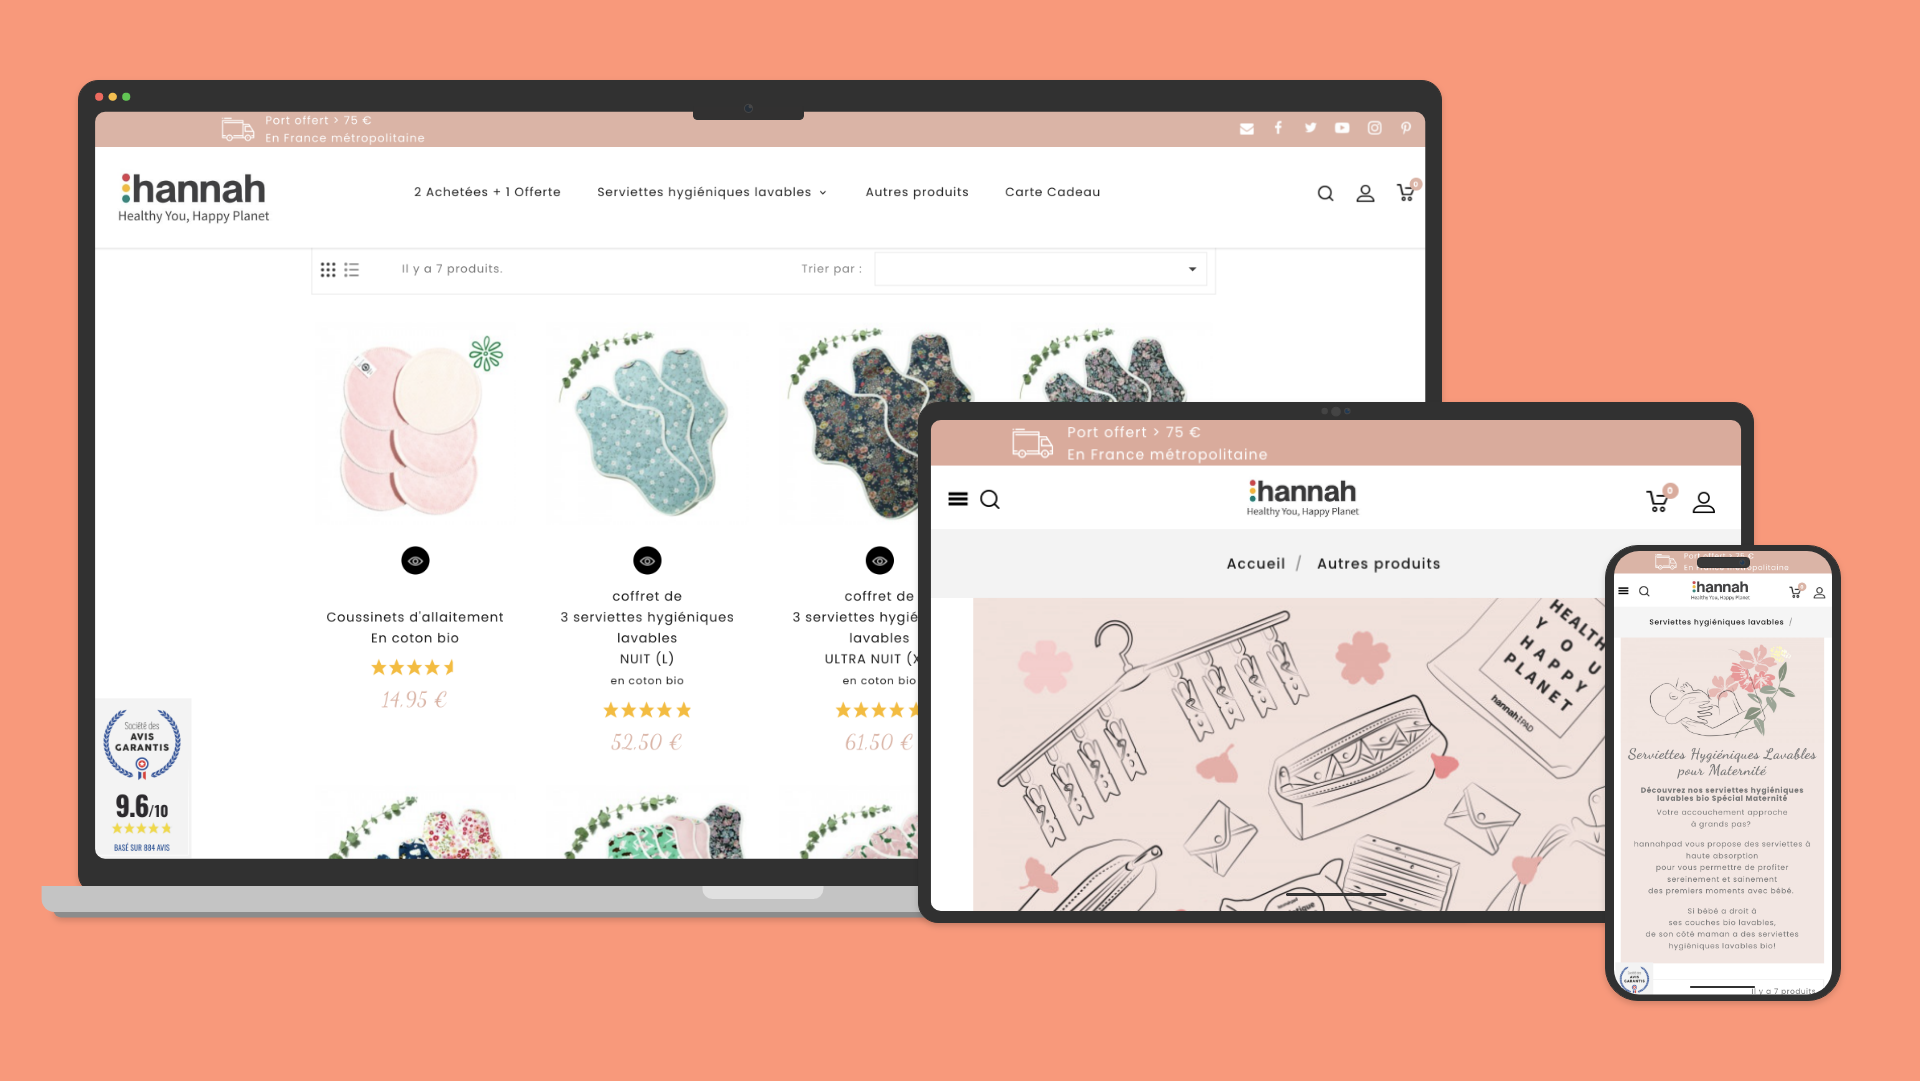 Port offert > 75 €
En France métropolitaine
hannah
Healthy You, Happy Planet
2 Achetées + 1 Offerte
Serviettes hygiéniques lavables
Autres produits
Carte Cadeau
0
Il y a 7 produits.
Trier par :
Coussinets d'allaitement
En coton bio
14.95 €
coffret de
3 serviettes hygiéniques
lavables
NUIT (L)
en coton bio
52.50 €
coffret de
3 serviettes hygié
lavables
ULTRA NUIT (X
en coton bio
61.50 €
Société des
AVIS
GARANTIS
9.6/10
BASÉ SUR 884 AVIS
Port offert > 75 €
En France métropolitaine
hannah
Healthy You, Happy Planet
0
Accueil / Autres produits
HEALTHY
YOU
HAPPY
PLANET
hannahPAD
Port offert > 75 €
En France métropolitaine
hannah
Healthy You, Happy Planet
Serviettes hygiéniques lavables /
Serviettes Hygiéniques Lavables
pour Maternité
Découvrez nos serviettes hygiéniques
lavables bio Spécial Maternité
Votre accouchement approche
à grands pas?
hannahpad vous propose des serviettes à
haute absorption
pour vous permettre de profiter
sereinement et sainement
des premiers moments avec bébé.
Si bébé a droit à
ses couches bio lavables,
de son côté maman a des serviettes
hygiéniques lavables bio!
AVIS
GARANTIS
Il y a 7 produits